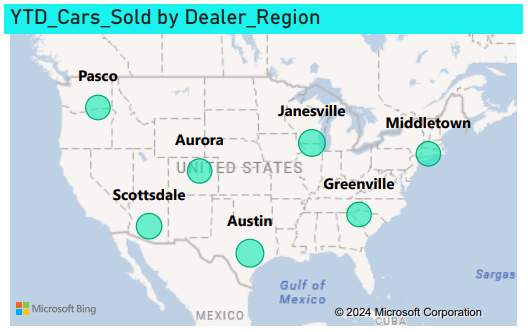 YTD_Cars_Sold by Dealer_Region
Pasco
Janesville
Middletown
Aurora
UNITED STATES
Greenville
Scottsdale
Austin
Gulf of
Mexico
Sargas
Microsoft Bing
MEXICO
© 2024 Microsoft Corporation
CUBA